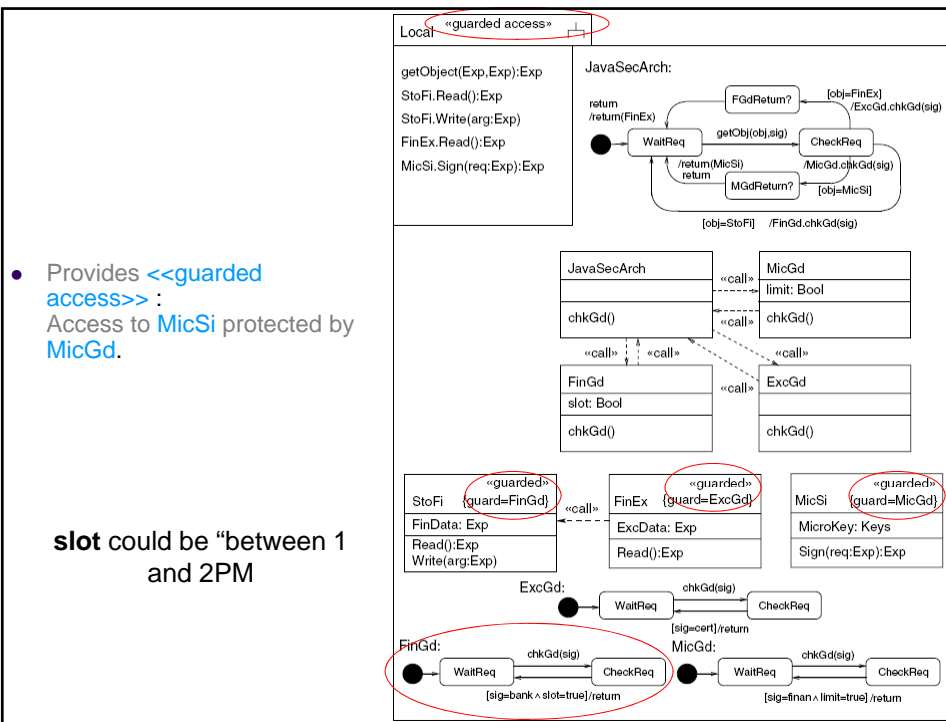 Local «guarded access»
getObject(Exp,Exp):Exp
StoFi.Read():Exp
StoFi.Write(arg:Exp)
FinEx.Read():Exp
MicSi.Sign(req:Exp):Exp
JavaSecArch:
return
/return(FinEx)
FGdReturn?
[obj=FinEx]
/ExcGd.chkGd(sig)
WaitReq
getObj(obj,sig)
CheckReq
/return(MicSi)
return
/MicGd.chkGd(sig)
MGdReturn?
[obj=MicSi]
[obj=StoFi] /FinGd.chkGd(sig)
● Provides <<guarded
access>> :
Access to MicSi protected by
MicGd.
JavaSecArch
chkGd()
«call»
«call»
MicGd
limit: Bool
chkGd()
«call» «call»
«call»
«call»
FinGd
slot: Bool
chkGd()
ExcGd
chkGd()
«guarded»
StoFi {guard=FinGd}
FinData: Exp
Read():Exp
Write(arg:Exp)
«call»
«guarded»
FinEx {guard=ExcGd}
ExcData: Exp
Read():Exp
«guarded»
MicSi {guard=MicGd}
MicroKey: Keys
Sign(req:Exp):Exp
slot could be “between 1
and 2PM
ExcGd:
WaitReq
chkGd(sig)
CheckReq
[sig=cert]/return
FinGd:
WaitReq
chkGd(sig)
CheckReq
[sig=bank∧slot=true]/return
MicGd:
WaitReq
chkGd(sig)
CheckReq
[sig=finan∧limit=true]/return